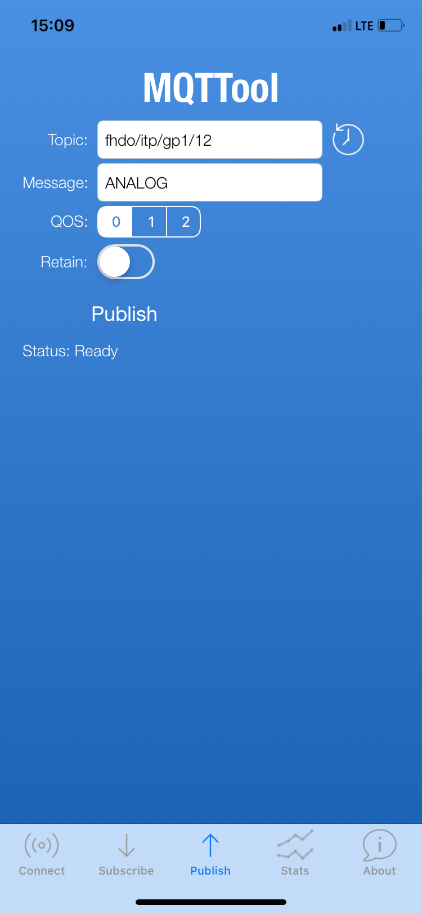 15:09
LTE
MQTTool
Topic: fhdo/itp/gp1/12
Message: ANALOG
QOS: 0 1 2
Retain:
Publish
Status: Ready
Connect Subscribe Publish Stats About